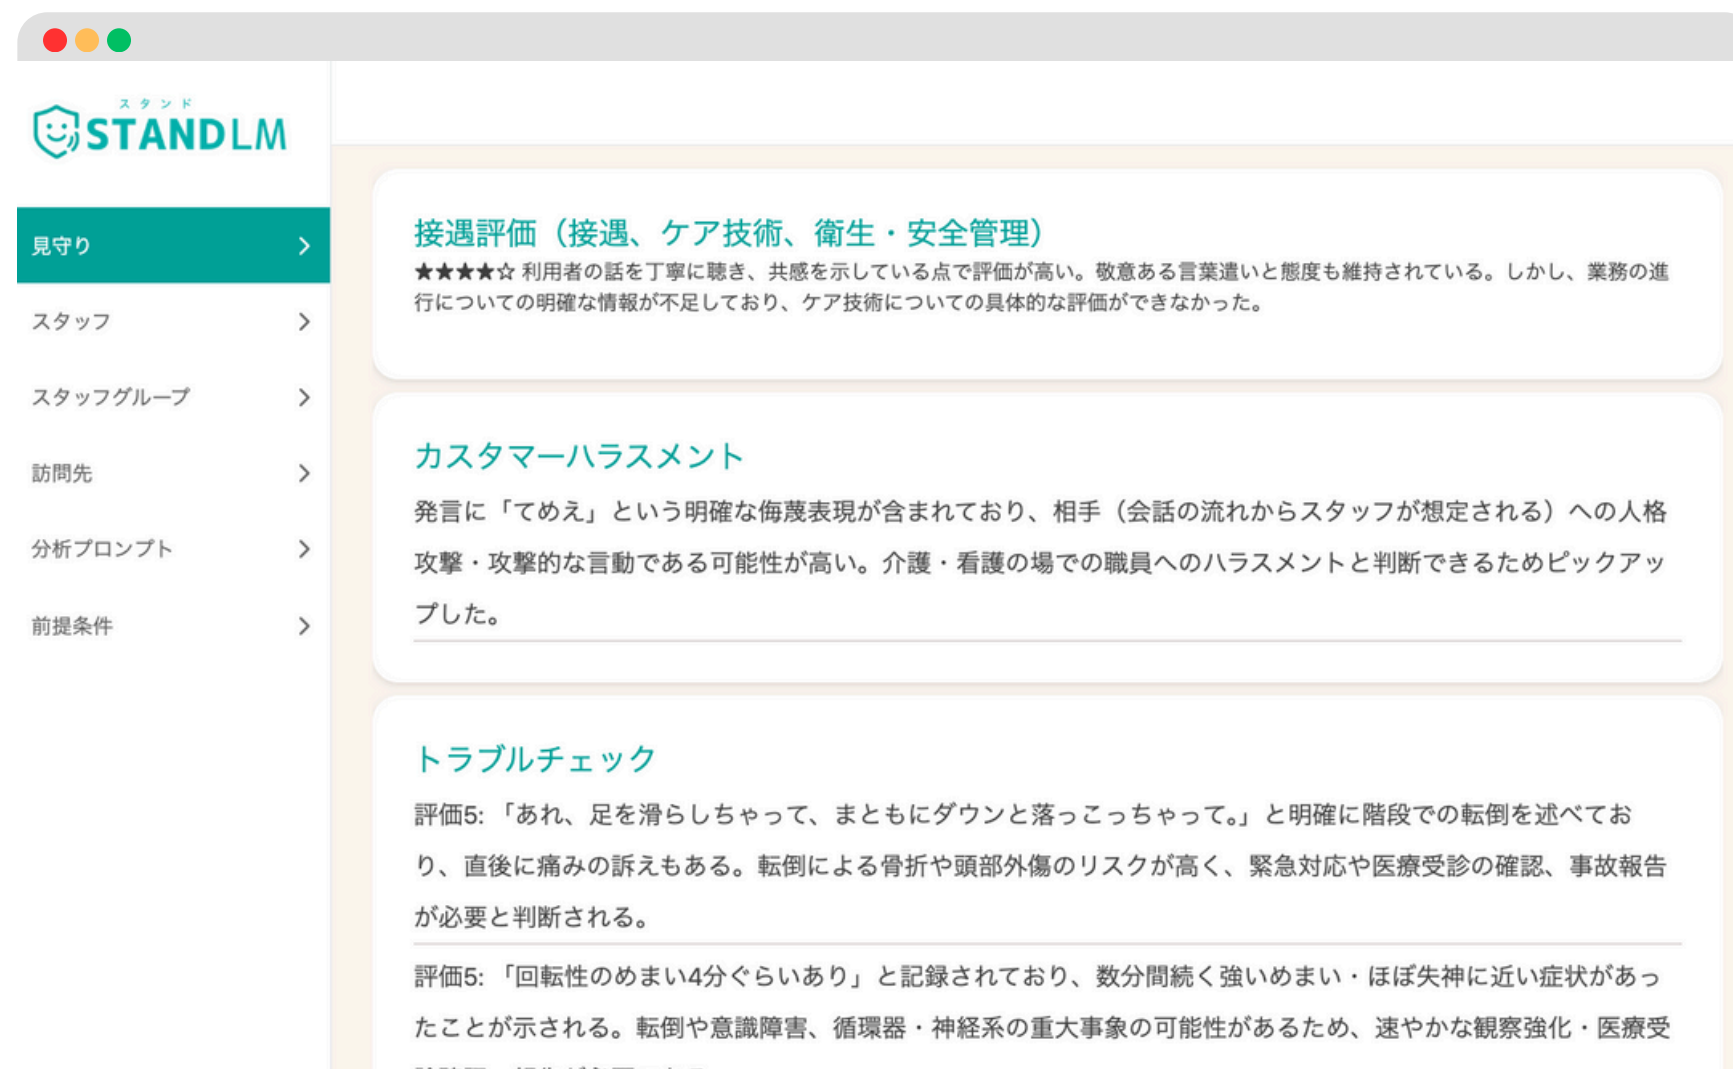 スタンド
STANDLM
見守り
スタッフ
スタッフグループ
訪問先
分析プロンプト
前提条件
接遇評価（接遇、ケア技術、衛生・安全管理）
★★★★☆ 利用者の話を丁寧に聴き、共感を示している点で評価が高い。敬意ある言葉遣いと態度も維持されている。しかし、業務の進
行についての明確な情報が不足しており、ケア技術についての具体的な評価ができなかった。
カスタマーハラスメント
発言に「てめえ」という明確な侮蔑表現が含まれており、相手（会話の流れからスタッフが想定される）への人格
攻撃・攻撃的な言動である可能性が高い。介護・看護の場での職員へのハラスメントと判断できるためピックアッ
プした。
トラブルチェック
評価5: 「あれ、足を滑らしちゃって、まともにダウンと落っこっちゃって。」と明確に階段での転倒を述べてお
り、直後に痛みの訴えもある。転倒による骨折や頭部外傷のリスクが高く、緊急対応や医療受診の確認、事故報告
が必要と判断される。
評価5: 「回転性のめまい4分ぐらいあり」と記録されており、数分間続く強いめまい・ほぼ失神に近い症状があっ
たことが示される。転倒や意識障害、循環器・神経系の重大事象の可能性があるため、速やかな観察強化・医療受